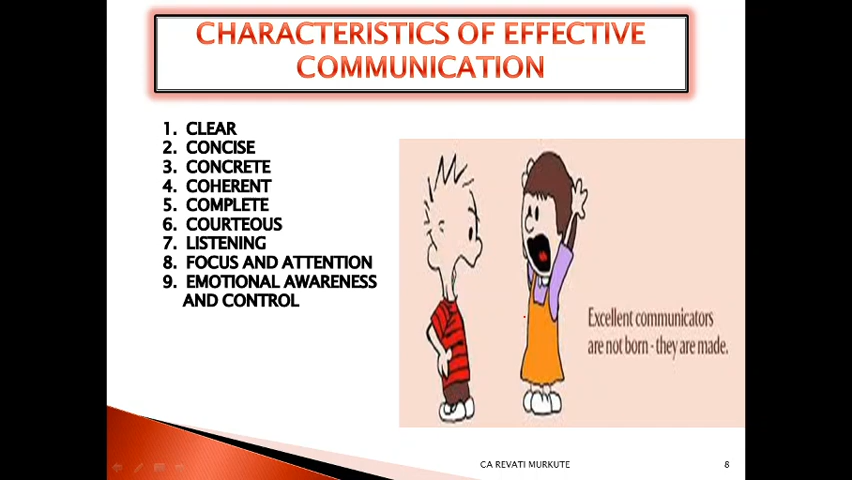 CHARACTERISTICS OF EFFECTIVE
COMMUNICATION
1. CLEAR
2. CONCISE
3. CONCRETE
4. COHERENT
5. COMPLETE
6. COURTEOUS
7. LISTENING
8. FOCUS AND ATTENTION
9. EMOTIONAL AWARENESS
AND CONTROL
Excellent communicators
are not born - they are made.
CA REVATI MURKUTE
8